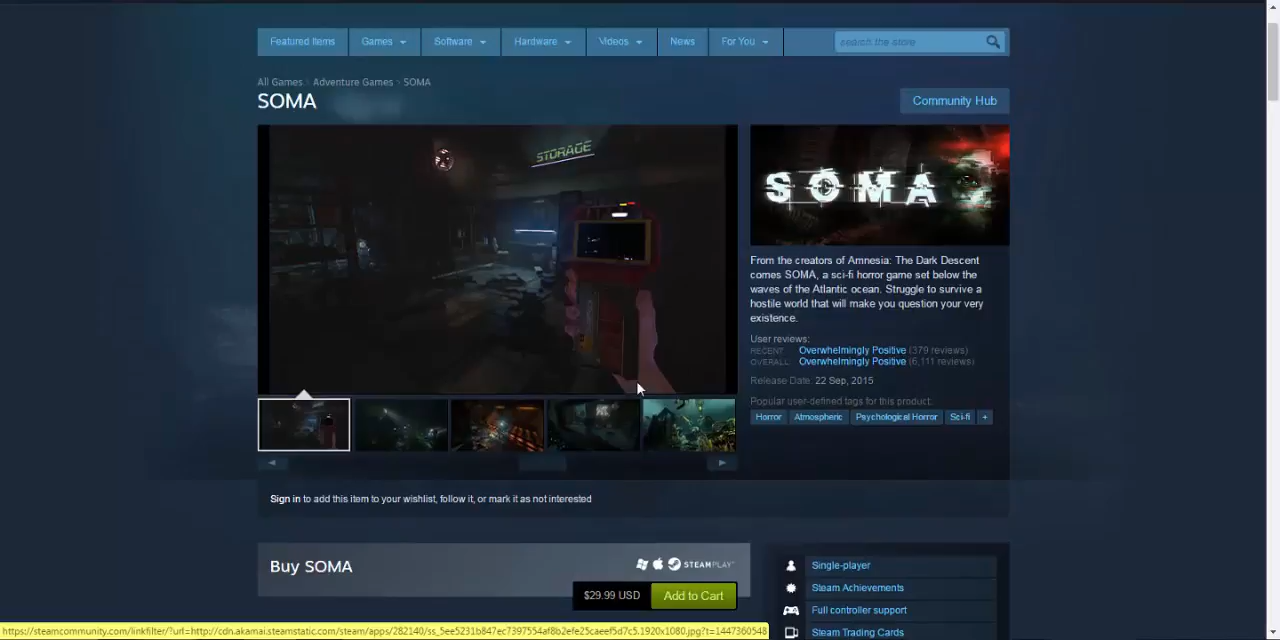 Featured Items Games Software Hardware Videos News For You search the store
All Games > Adventure Games > SOMA
SOMA
Community Hub
STORAGE
SOMA
From the creators of Amnesia: The Dark Descent
comes SOMA, a sci-fi horror game set below the
waves of the Atlantic ocean. Struggle to survive a
hostile world that will make you question your very
existence.
User reviews:
RECENT Overwhelmingly Positive (379 reviews)
OVERALL Overwhelmingly Positive (6,111 reviews)
Release Date: 22 Sep, 2015
Popular user-defined tags for this product:
Horror Atmospheric Psychological Horror Sci-fi +
Sign in to add this item to your wishlist, follow it, or mark it as not interested
Buy SOMA
STEAMPLAY
$29.99 USD Add to Cart
Single-player
Steam Achievements
Full controller support
Steam Trading Cards
https://steamcommunity.com/linkfilter/?url=http://cdn.akamai.steamstatic.com/steam/apps/282140/ss_5ee5231b847ec7397554af8b2efe25caeef5d7c5.1920x1080.jpg?t=1447360548